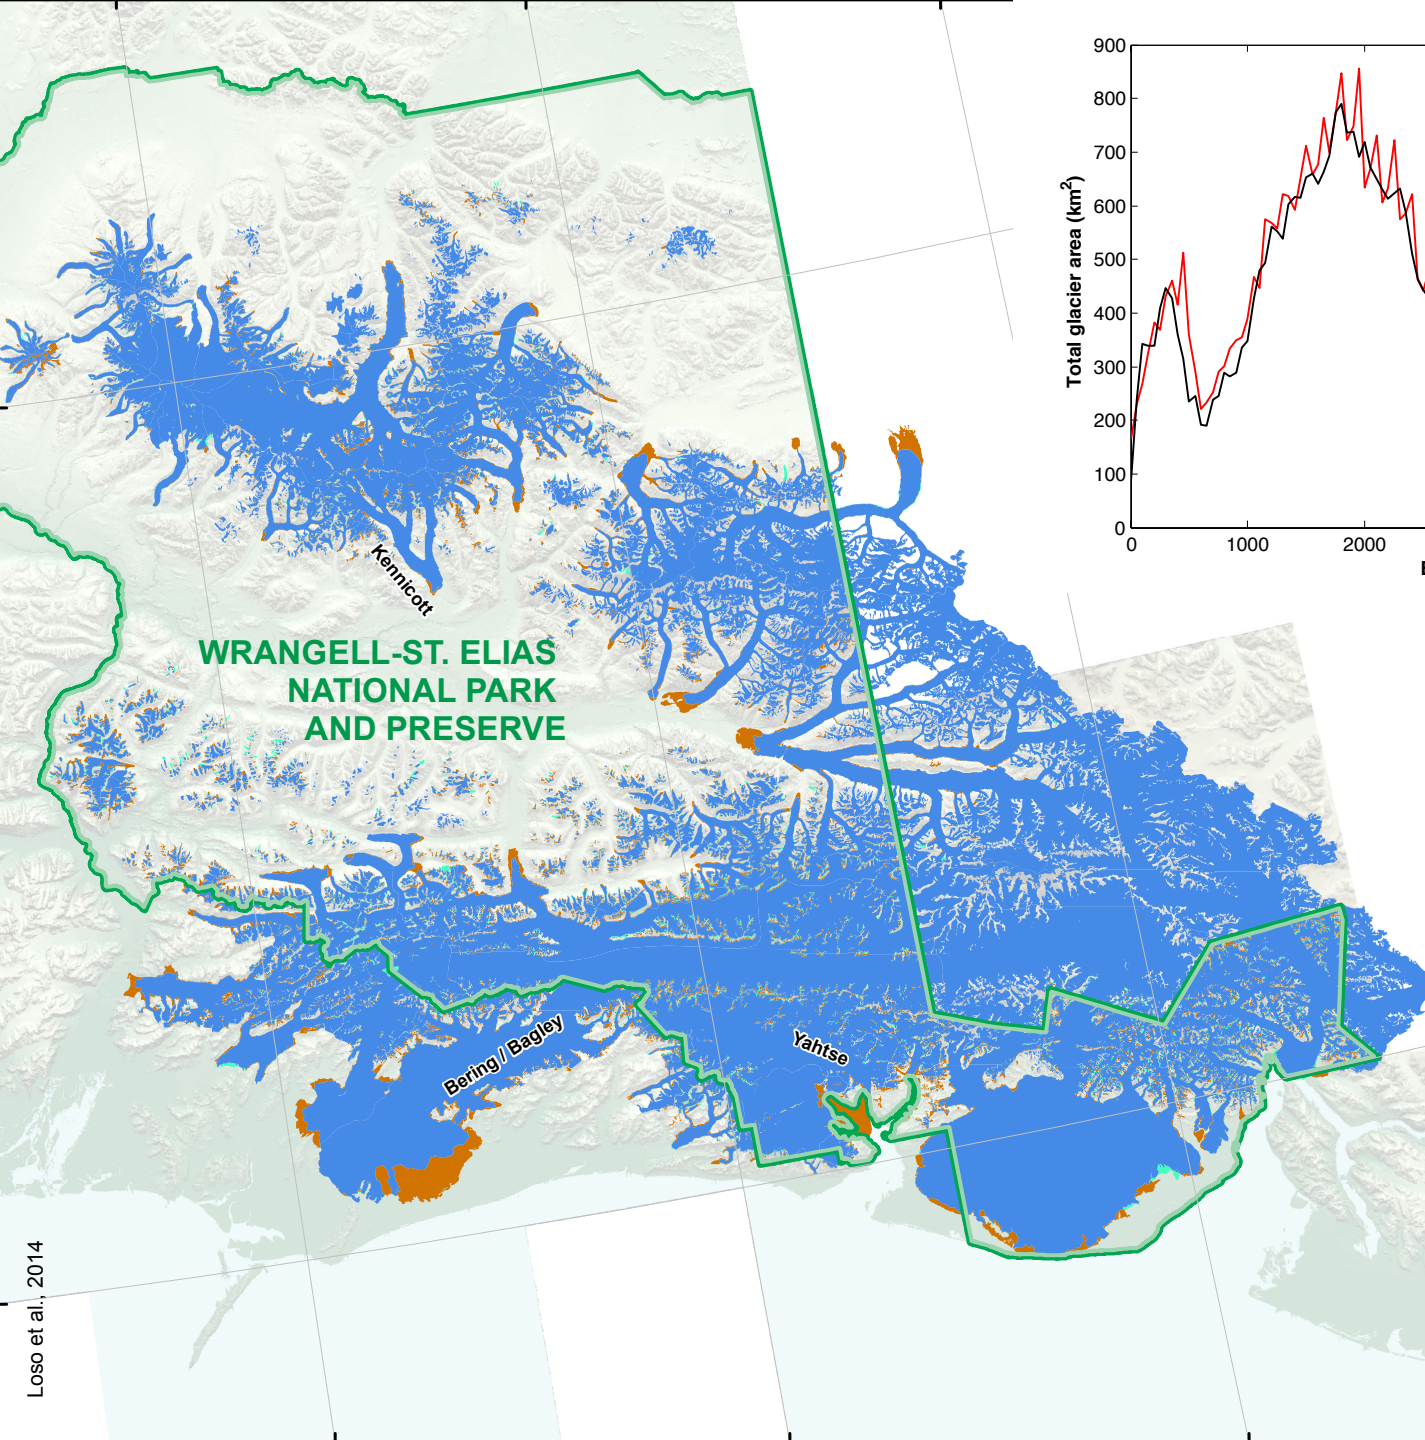 Kennicott
WRANGELL-ST. ELIAS
NATIONAL PARK
AND PRESERVE
Bering / Bagley
Yahtse
Loso et al., 2014
Total glacier area (km²)
900
800
700
600
500
400
300
200
100
0
0 1000 2000